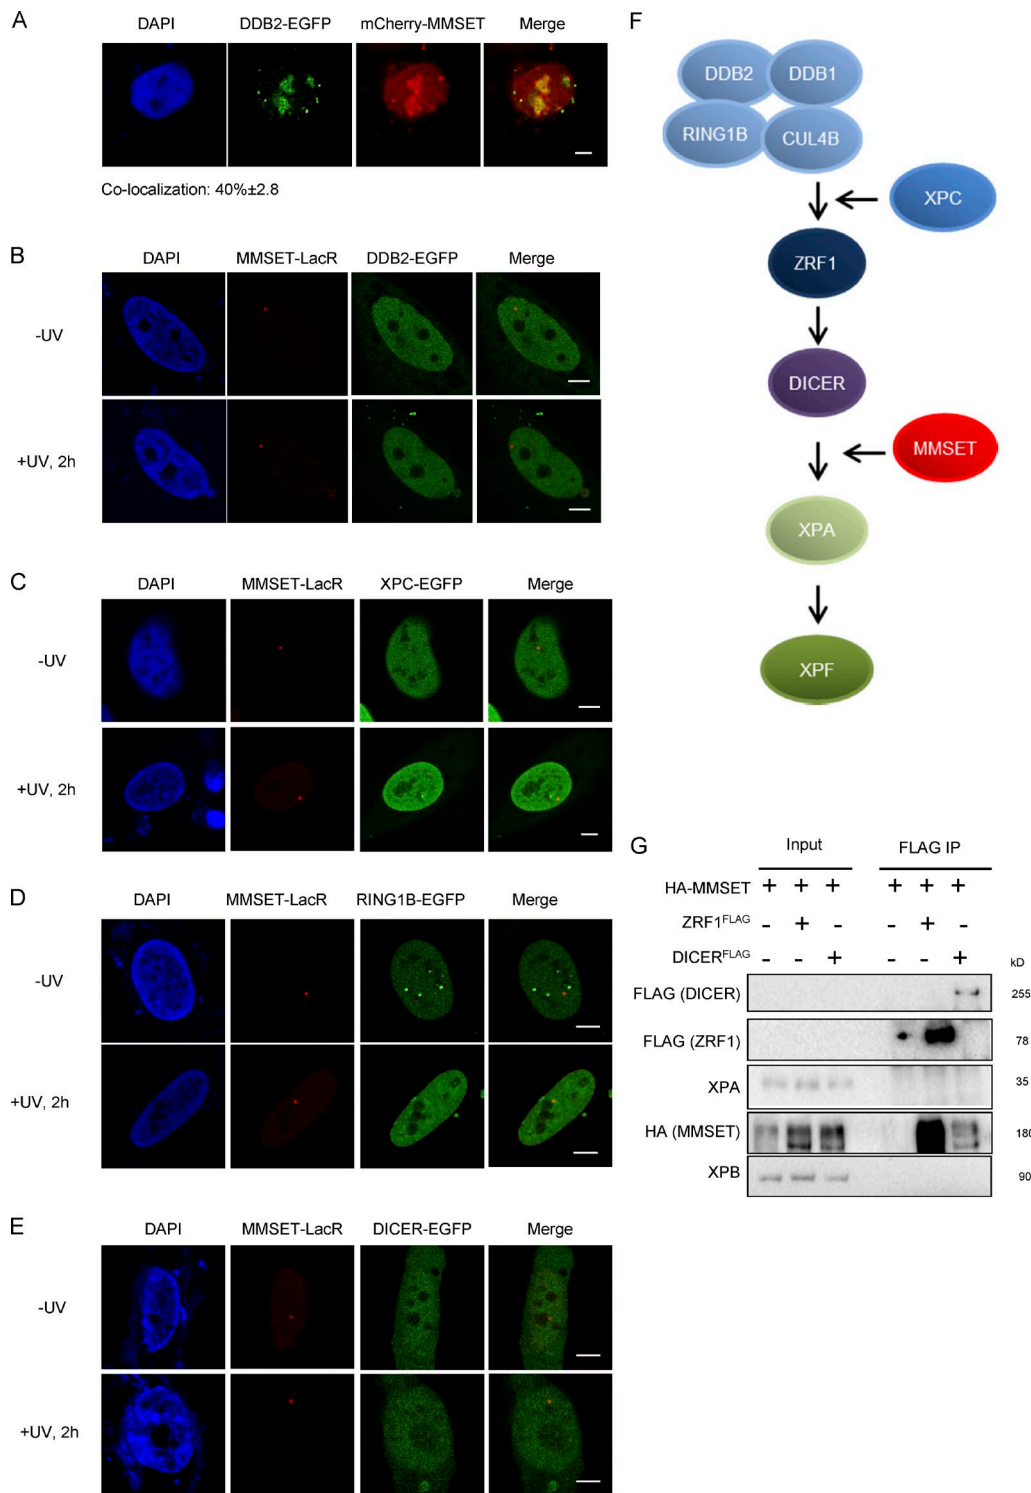 A
DAPI DDB2-EGFP mCherry-MMSET Merge
Co-localization: 40%±2.8
B
DAPI MMSET-LacR DDB2-EGFP Merge
-UV
+UV, 2h
C
DAPI MMSET-LacR XPC-EGFP Merge
-UV
+UV, 2h
D
DAPI MMSET-LacR RING1B-EGFP Merge
-UV
+UV, 2h
E
DAPI MMSET-LacR DICER-EGFP Merge
-UV
+UV, 2h
F
DDB2 DDB1
RING1B CUL4B
XPC
ZRF1
DICER
MMSET
XPA
XPF
G
Input FLAG IP
HA-MMSET + + + + + +
ZRF1FLAG - + - - + -
DICERFLAG - - + - - +
kD
FLAG (DICER) 255
FLAG (ZRF1) 78
XPA 35
HA (MMSET) 180
XPB 90